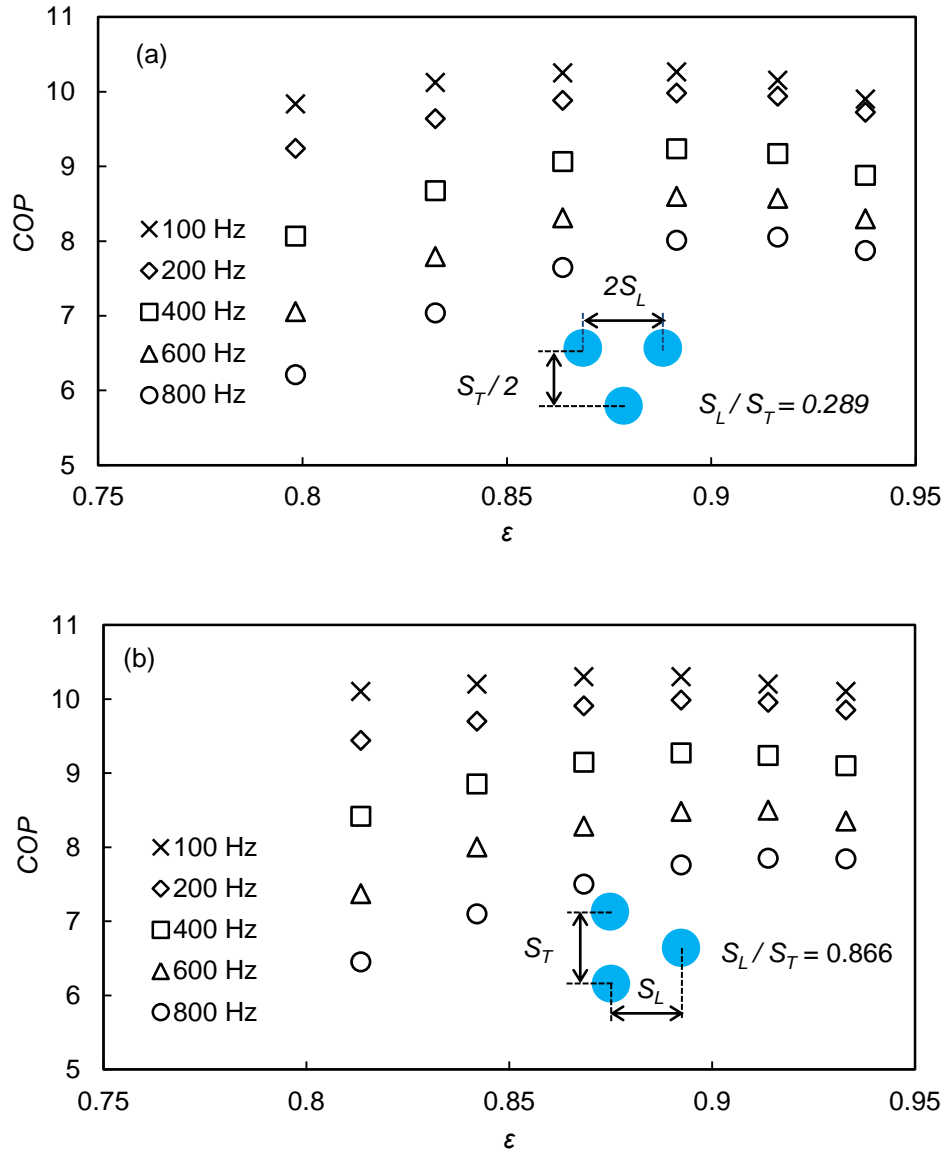 11
(a)
10
9
8
7
6
5
COP
100 Hz
200 Hz
400 Hz
600 Hz
800 Hz
2S_L
S_T / 2
S_L / S_T = 0.289
0.75 0.8 0.85 0.9 0.95
ε
11
(b)
10
9
8
7
6
5
COP
100 Hz
200 Hz
400 Hz
600 Hz
800 Hz
S_T
S_L
S_L / S_T = 0.866
0.75 0.8 0.85 0.9 0.95
ε